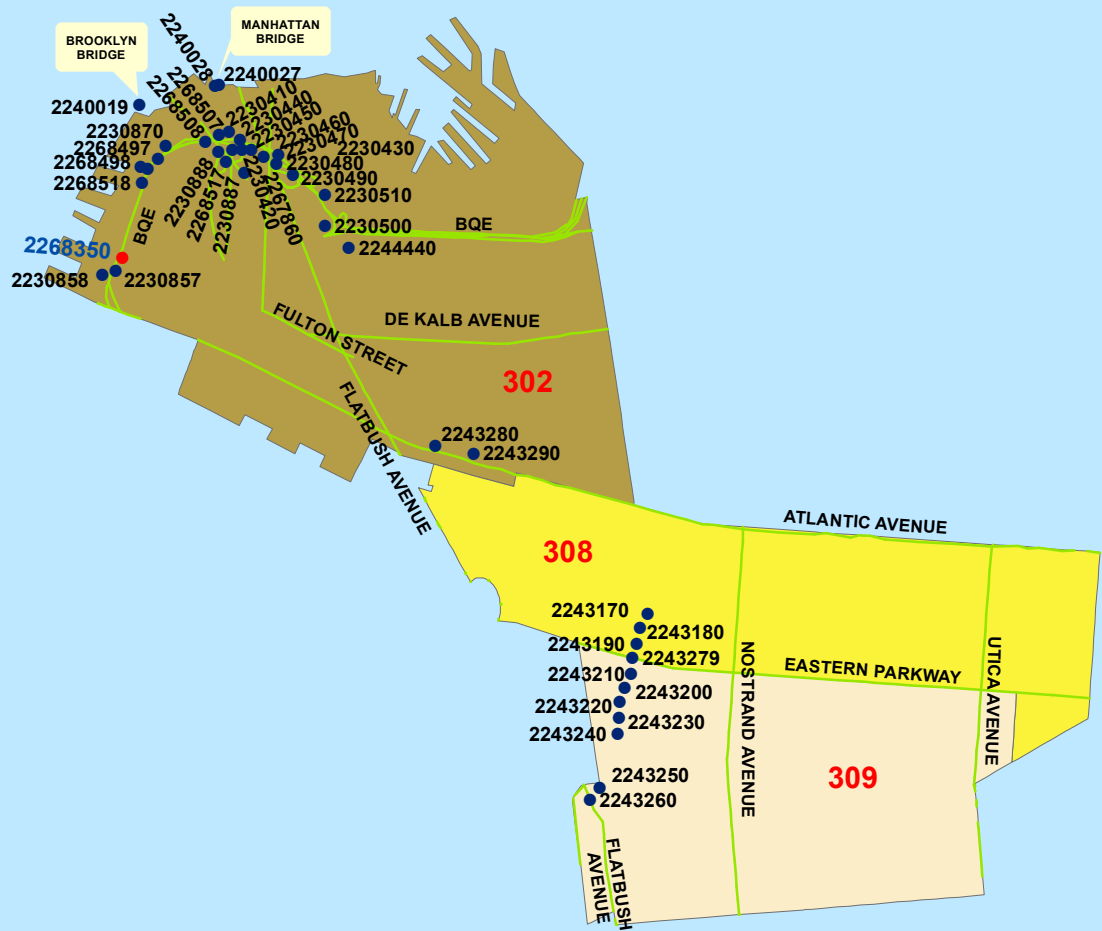 MANHATTAN
BRIDGE
BROOKLYN
BRIDGE
2240028
2240027
2240019
2268507
2268508
2230410
2230440
2230450
2230460
2230470
2230430
2230870
2268497
2268498
2268518
2230480
2230490
2230888
2268517
2230887
2230420
2267860
2230510
2230500
BQE
BQE
2244440
2268350
2230858
2230857
FULTON STREET
DE KALB AVENUE
302
FLATBUSH AVENUE
2243280
2243290
ATLANTIC AVENUE
308
2243170
2243180
2243190
2243279
2243210
2243200
2243220
2243230
2243240
NOSTRAND AVENUE
EASTERN PARKWAY
UTICA AVENUE
309
2243250
2243260
FLATBUSH
AVENUE